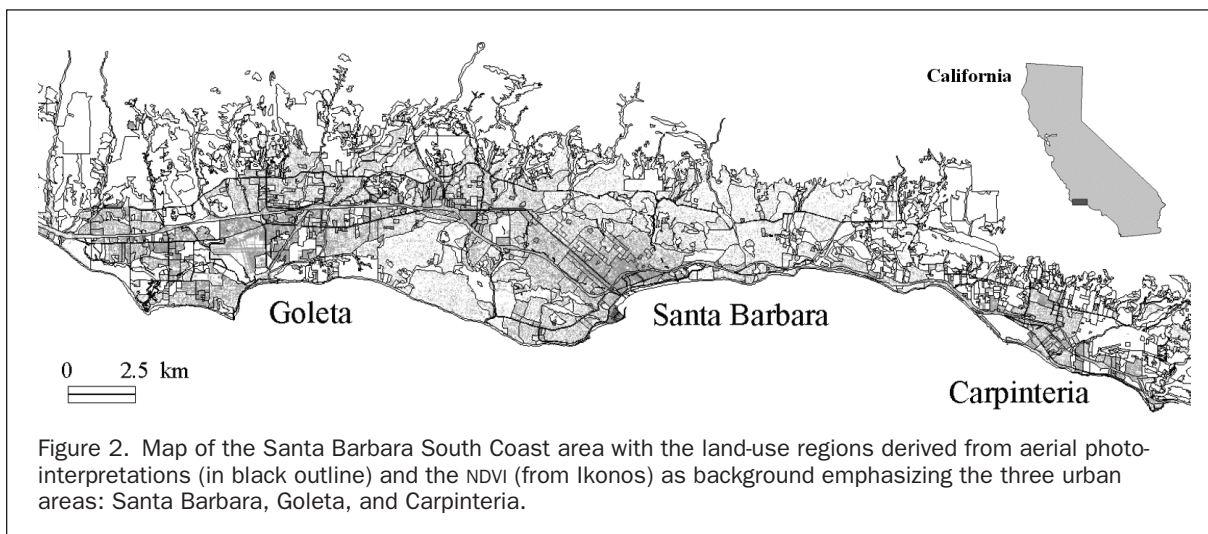 California
Goleta
Santa Barbara
0 2.5 km
Carpinteria
Figure 2. Map of the Santa Barbara South Coast area with the land-use regions derived from aerial photo-
interpretations (in black outline) and the NDVI (from Ikonos) as background emphasizing the three urban
areas: Santa Barbara, Goleta, and Carpinteria.